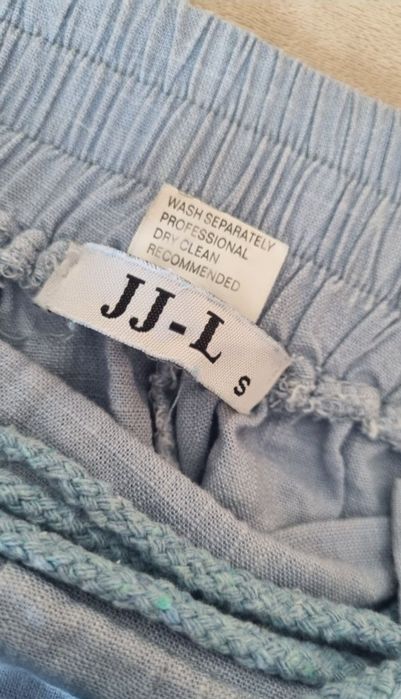 WASH SEPARATELY
PROFESSIONAL
DRY CLEAN
RECOMMENDED
JJ-L
S